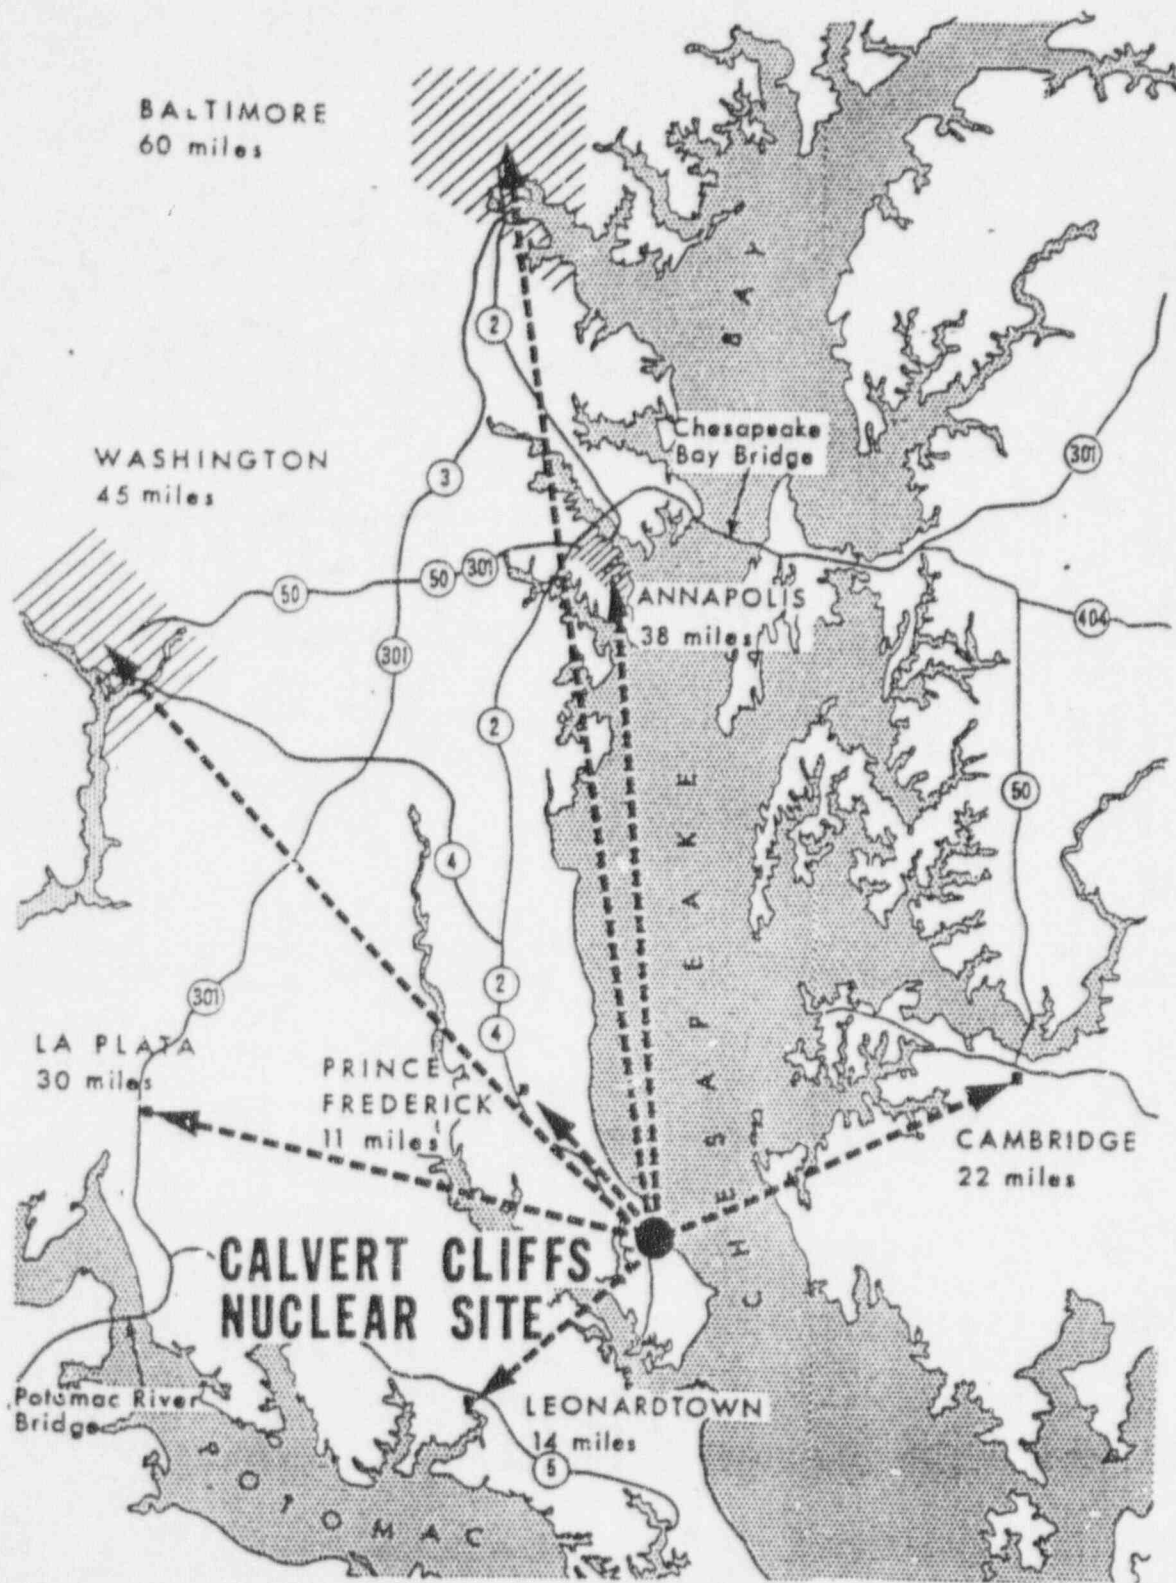 BALTIMORE
60 miles
BAY
2
Chesapeake
Bay Bridge
301
WASHINGTON
45 miles
3
50
50
301
ANNAPOLIS
38 miles
404
301
2
50
4
CHESAPEAKE
2
301
4
LA PLATA
30 miles
PRINCE
FREDERICK
11 miles
CAMBRIDGE
22 miles
CALVERT CLIFFS
NUCLEAR SITE
Potomac River
Bridge
LEONARDTOWN
14 miles
5
POTOMAC